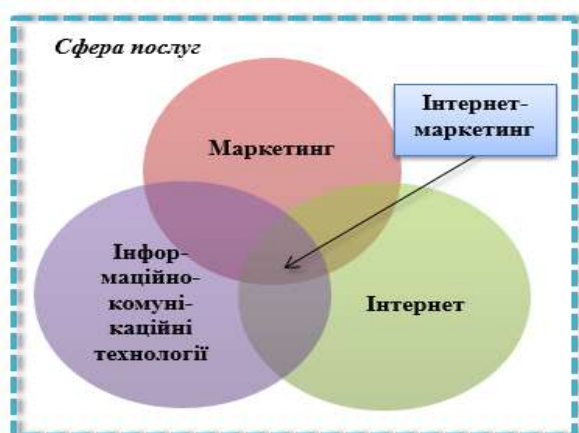 Сфера послуг
Інтернет-
маркетинг
Маркетинг
Інфор-
маційно-
комуні-
каційні
технології
Інтернет